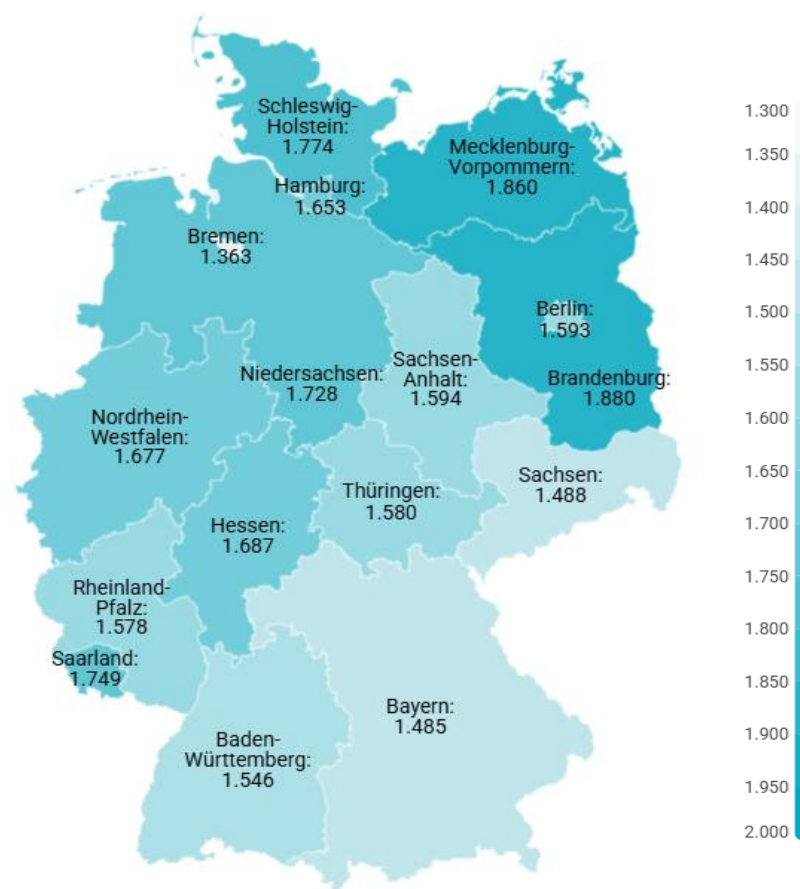 Schleswig-
Holstein:
1.774
Mecklenburg-
Vorpommern:
1.860
Hamburg:
1.653
Bremen:
1.363
Berlin:
1.593
Brandenburg:
1.880
Niedersachsen:
1.728
Sachsen-
Anhalt:
1.594
Nordrhein-
Westfalen:
1.677
Sachsen:
1.488
Thüringen:
1.580
Hessen:
1.687
Rheinland-
Pfalz:
1.578
Saarland:
1.749
Bayern:
1.485
Baden-
Württemberg:
1.546
1.300
1.350
1.400
1.450
1.500
1.550
1.600
1.650
1.700
1.750
1.800
1.850
1.900
1.950
2.000